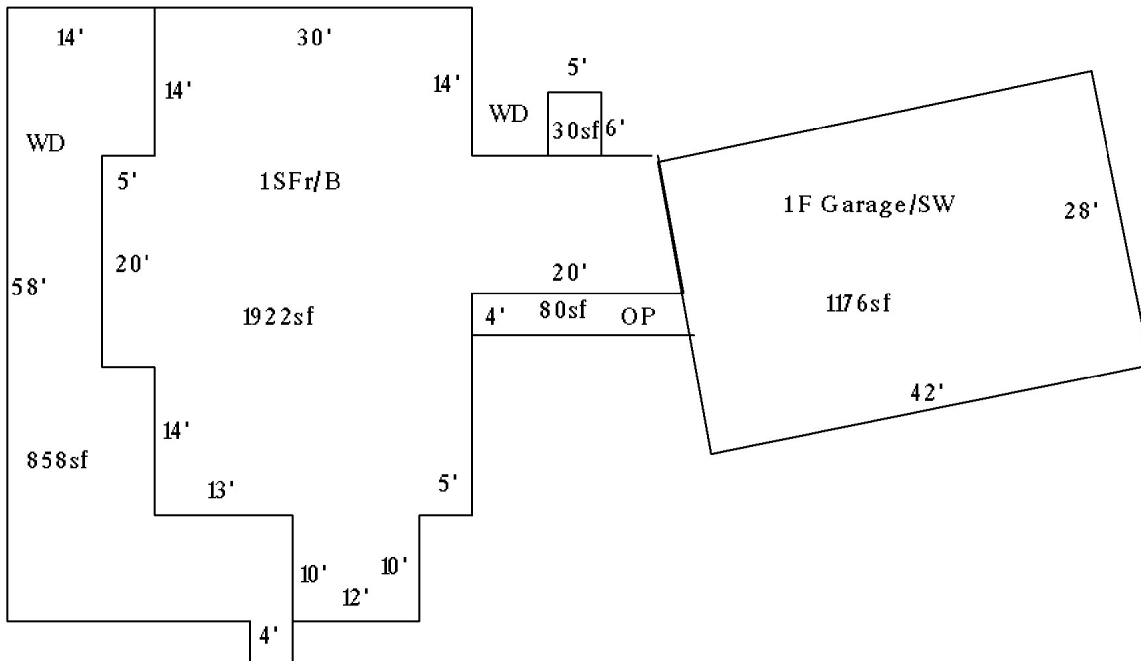 14'
30'
5'
14'
14'
WD
30sf
6'
WD
5'
1SFr/B
1F Garage/SW
28'
20'
20'
58'
4'
80sf
OP
1922sf
1176sf
42'
14'
858sf
13'
5'
10'
10'
12'
4'